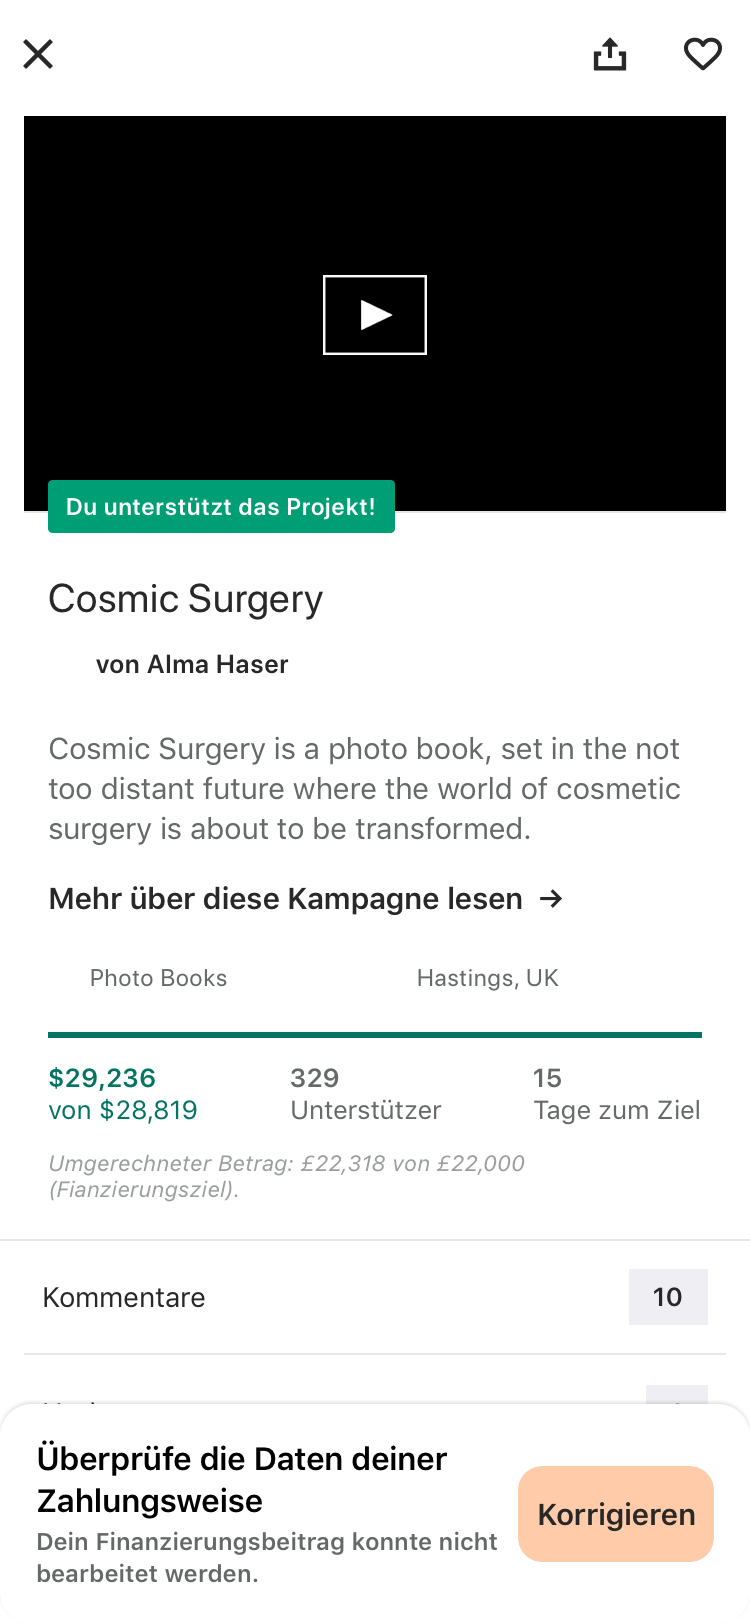 Du unterstützt das Projekt!
Cosmic Surgery
von Alma Haser
Cosmic Surgery is a photo book, set in the not
too distant future where the world of cosmetic
surgery is about to be transformed.
Mehr über diese Kampagne lesen →
Photo Books
Hastings, UK
$29,236
von $28,819
329
Unterstützer
15
Tage zum Ziel
Umgerechneter Betrag: £22,318 von £22,000
(Fianzierungsziel).
Kommentare
10
Überprüfe die Daten deiner
Zahlungsweise
Dein Finanzierungsbeitrag konnte nicht
bearbeitet werden.
Korrigieren